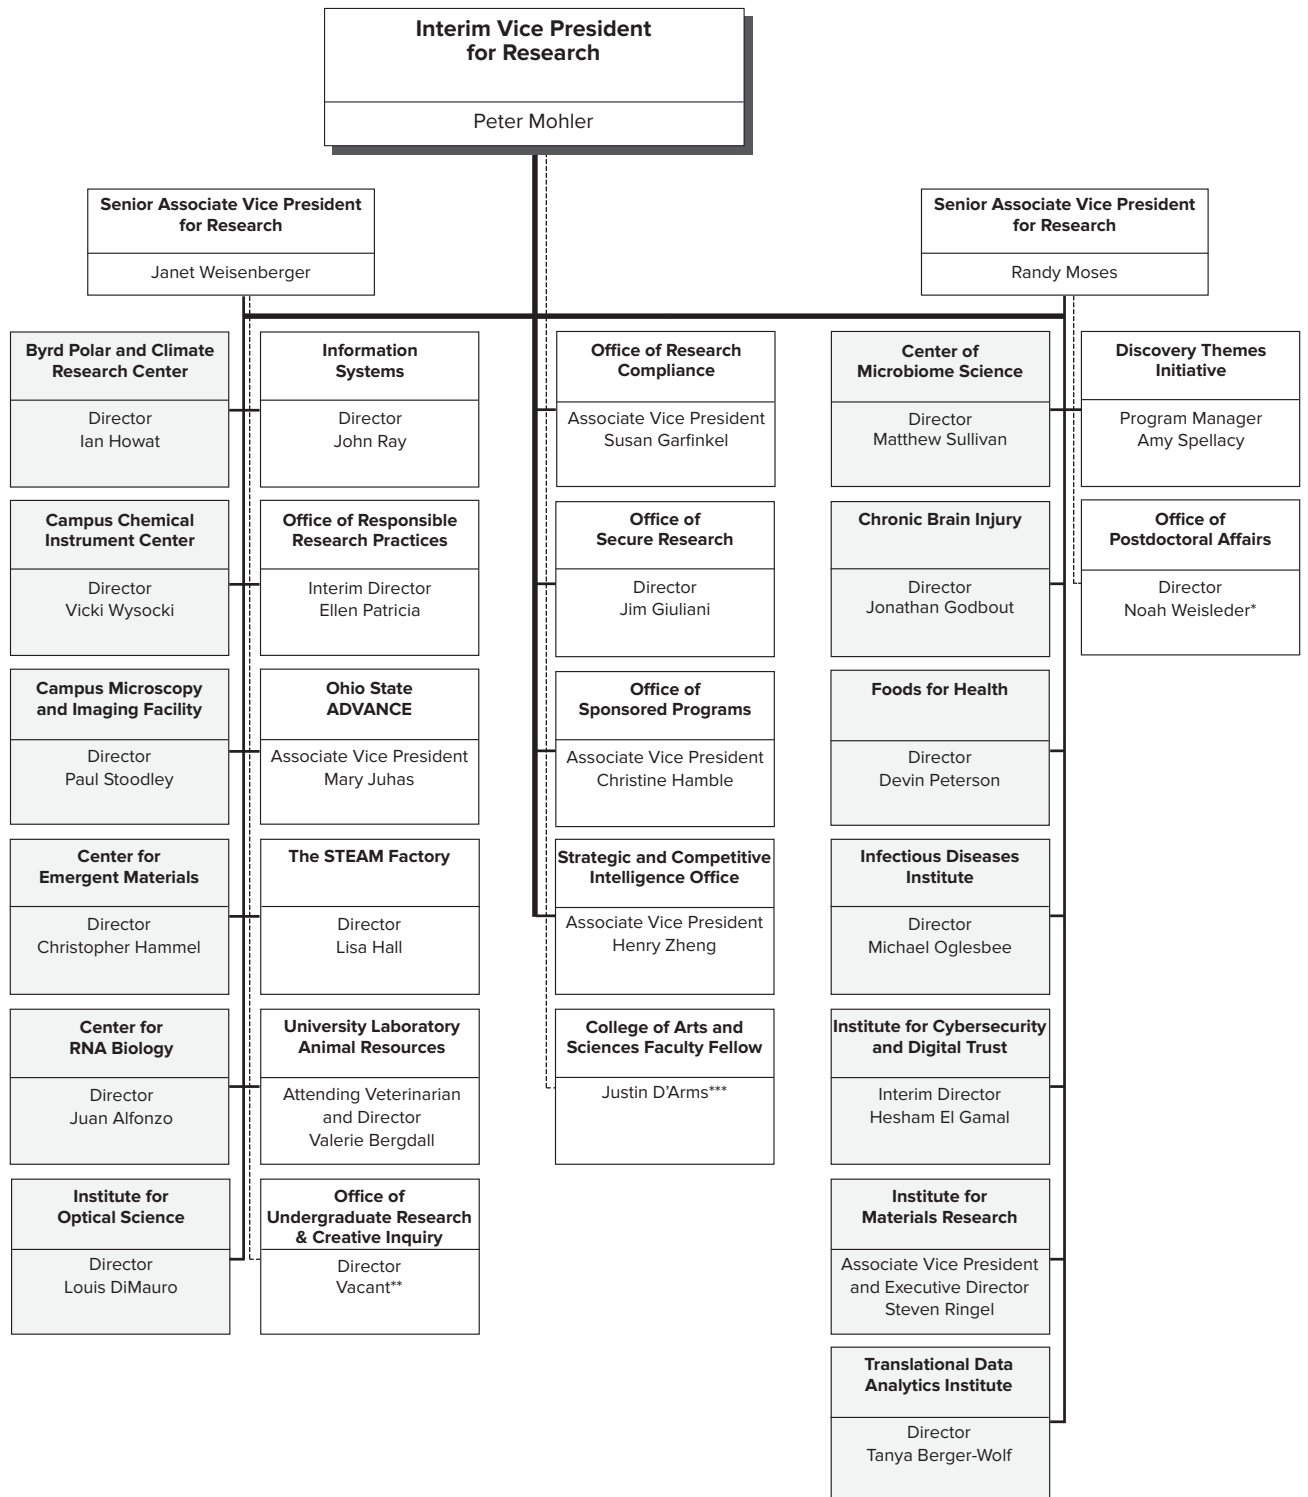 Interim Vice President
for Research
Peter Mohler
Senior Associate Vice President
for Research
Janet Weisenberger
Senior Associate Vice President
for Research
Randy Moses
Byrd Polar and Climate
Research Center
Director
Ian Howat
Information
Systems
Director
John Ray
Office of Research
Compliance
Associate Vice President
Susan Garfinkel
Center of
Microbiome Science
Director
Matthew Sullivan
Discovery Themes
Initiative
Program Manager
Amy Spellacy
Campus Chemical
Instrument Center
Director
Vicki Wysocki
Office of Responsible
Research Practices
Interim Director
Ellen Patricia
Office of
Secure Research
Director
Jim Giuliani
Chronic Brain Injury
Director
Jonathan Godbout
Office of
Postdoctoral Affairs
Director
Noah Weisleder*
Campus Microscopy
and Imaging Facility
Director
Paul Stoodley
Ohio State
ADVANCE
Associate Vice President
Mary Juhas
Office of
Sponsored Programs
Associate Vice President
Christine Hamble
Foods for Health
Director
Devin Peterson
Center for
Emergent Materials
Director
Christopher Hammel
The STEAM Factory
Director
Lisa Hall
Strategic and Competitive
Intelligence Office
Associate Vice President
Henry Zheng
Infectious Diseases
Institute
Director
Michael Oglesbee
Center for
RNA Biology
Director
Juan Alfonzo
University Laboratory
Animal Resources
Attending Veterinarian
and Director
Valerie Bergdall
College of Arts and
Sciences Faculty Fellow
Justin D’Arms***
Institute for Cybersecurity
and Digital Trust
Interim Director
Hesham El Gamal
Institute for
Optical Science
Director
Louis DiMauro
Office of
Undergraduate Research
& Creative Inquiry
Director
Vacant**
Institute for
Materials Research
Associate Vice President
and Executive Director
Steven Ringel
Translational Data
Analytics Institute
Director
Tanya Berger-Wolf